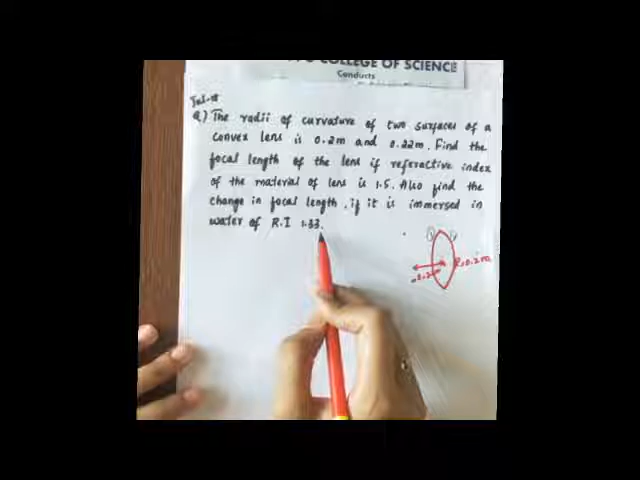 COLLEGE OF SCIENCE
Conducts
Q) The radii of curvature of two surfaces of a
convex lens is 0.2m and 0.22m. Find the
focal length of the lens if refereactive index
of the material of lens is 1.5. Also find the
change in focal length, if it is immersed in
water of R.I 1.33.